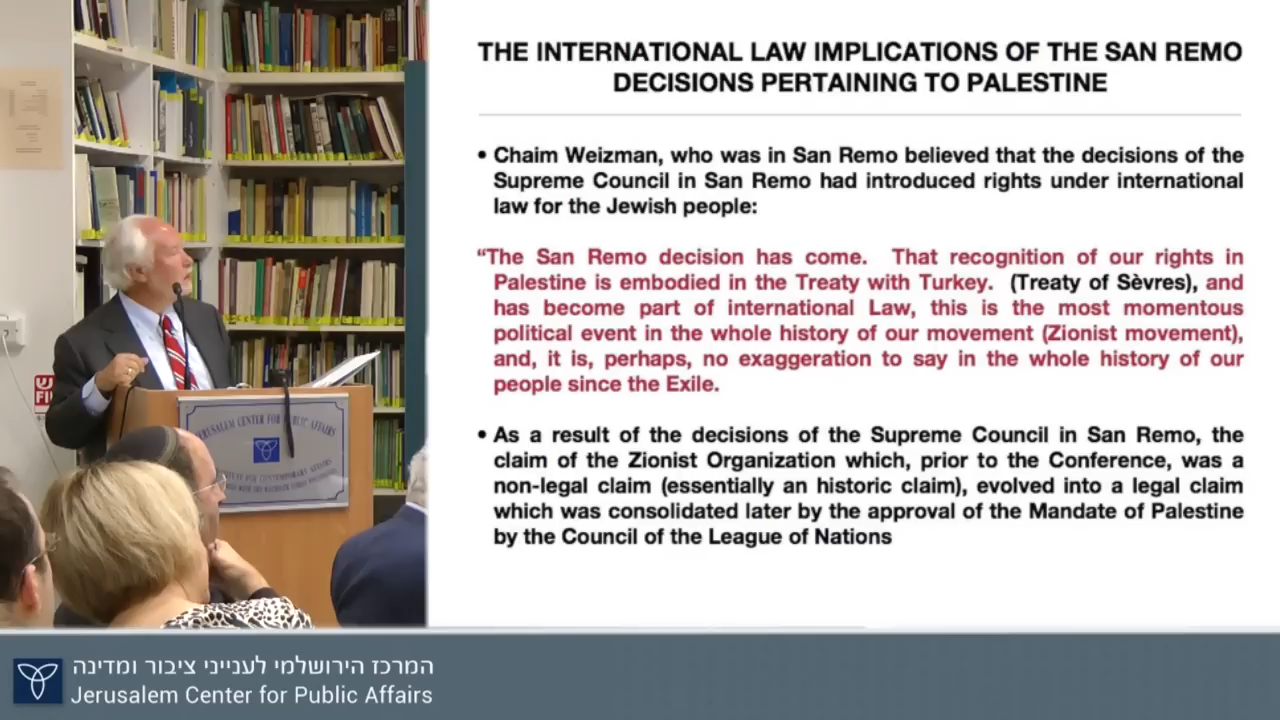 THE INTERNATIONAL LAW IMPLICATIONS OF THE SAN REMO
DECISIONS PERTAINING TO PALESTINE
• Chaim Weizman, who was in San Remo believed that the decisions of the
Supreme Council in San Remo had introduced rights under international
law for the Jewish people:
“The San Remo decision has come. That recognition of our rights in
Palestine is embodied in the Treaty with Turkey. (Treaty of Sèvres), and
has become part of international Law, this is the most momentous
political event in the whole history of our movement (Zionist movement),
and, it is, perhaps, no exaggeration to say in the whole history of our
people since the Exile.
• As a result of the decisions of the Supreme Council in San Remo, the
claim of the Zionist Organization which, prior to the Conference, was a
non-legal claim (essentially an historic claim), evolved into a legal claim
which was consolidated later by the approval of the Mandate of Palestine
by the Council of the League of Nations
JERUSALEM CENTER FOR PUBLIC AFFAIRS
המרכז הירושלמי לענייני ציבור ומדינה
Jerusalem Center for Public Affairs